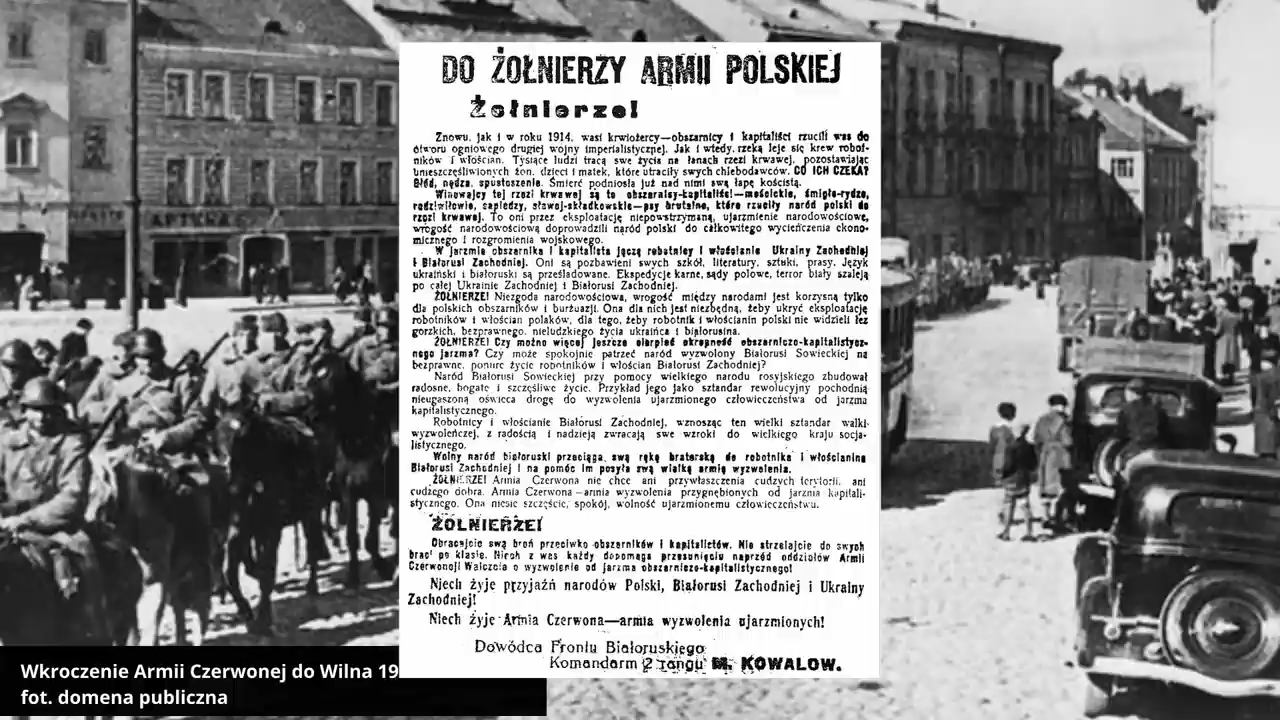 DO ŻOŁNIERZY ARMII POLSKIEJ
Żołnierze!
Znowu, jak i w roku 1914, wasi krwiożercy—obszarnicy i kapitaliści rzucili was do
otworu ogniowego drugiej wojny imperialistycznej. Jak i wtedy, rzeką leje się krew robot-
ników i włościan. Tysiące ludzi tracą swe życia na łanach rzezi krwawej, pozostawiając
unieszczęśliwionych żon, dzieci i matek, które utraciły swych chlebodawców. CO ICH CZEKA?
Głód, nędza, spustoszenie. Śmierć podniosła już nad nimi swą łapę kościstą.
Winowajcy tej rzezi krwawej są to obszarnicy-kapitaliści—mościckie, śmigłe-rydze,
radziwiłłowie, sapiedzy, sławoj-składkowskie—psy brutalne, które rzuciły naród polski do
rzezi krwawej. To oni przez eksploatację niepowstrzymaną, ujarzmienie narodowościowe,
wrogość narodowościową doprowadzili naród polski do całkowitego wycieńczenia ekono-
micznego i rozgromienia wojskowego.
W jarzmie obszarnika i kapitalista jęczą robotnicy i włościanie Ukrainy Zachodniej
i Białorusi Zachodniej. Oni są pozbawieni swych szkół, literatury, sztuki, prasy. Język
ukraiński i białoruski są prześladowane. Ekspedycje karne, sądy polowe, terror biały szaleją
po całej Ukrainie Zachodniej i Białorusi Zachodniej.
ŻOŁNIERZE! Niezgoda narodowościowa, wrogość między narodami jest korzysną tylko
dla polskich obszarników i burżuazji. Ona dla nich jest niezbędną, żeby ukryć eksploatację
robotników i włościan polaków, dla tego, żeby robotnik i włościanin polski nie widzieli łez
gorzkich, bezprawnego, nieludzkiego życia ukraińca i białorusina.
ŻOŁNIERZE! Czy można więcej jeszcze cierpieć okropność obszarniczo-kapitalistycz-
nego jarzma? Czy może spokojnie patrzeć naród wyzwolony Białorusi Sowieckiej na
bezprawne, ponure życie robotników i włościan Białorusi Zachodniej?
Naród Białorusi Sowieckiej przy pomocy wielkiego narodu rosyjskiego zbudował
radosne, bogate i szczęśliwe życie. Przykład jego jako sztandar rewolucyjny pochodnią
nieugaszoną oświeca drogę do wyzwolenia ujarzmionego człowieczeństwa od jarzma
kapitalistycznego.
Robotnicy i włościanie Białorusi Zachodniej, wznosząc ten wielki sztandar walki-
wyzwoleńczej, z radością i nadzieją zwracają swe wzroki do wielkiego kraju socja-
listycznego.
Wolny naród białoruski przeciąga swą rękę braterską do robotnika i włościanina
Białorusi Zachodniej i na pomóc im posyła swą wielką armię wyzwolenia.
ŻOŁNIERZE! Armia Czerwona nie chce ani przywłaszczenia cudzych terytorii, ani
cudzego dobra. Armia Czerwona—armia wyzwolenia przygnębionych od jarzma kapitali-
stycznego. Ona niesie szczęście, spokój, wolność ujarzmionemu człowieczeństwu.
ŻOŁNIERZE!
Obracajcie swą broń przeciwko obszarników i kapitalistów. Nie strzelajcie do swych
braci po klasie. Niech z was każdy dopomaga przesunięciu naprzód oddziałów Armii
Czerwonej! Walczcie o wyzwolenie od jarzma obszarniczo-kapitalistycznego!
Niech żyje przyjaźń narodów Polski, Białorusi Zachodniej i Ukrainy
Zachodniej!
Niech żyje Armia Czerwona—armia wyzwolenia ujarzmionych!
Dowódca Frontu Białoruskiego
Komandarm 2 rangu M. KOWALOW.
APTYKA
Wkroczenie Armii Czerwonej do Wilna 19
fot. domena publiczna